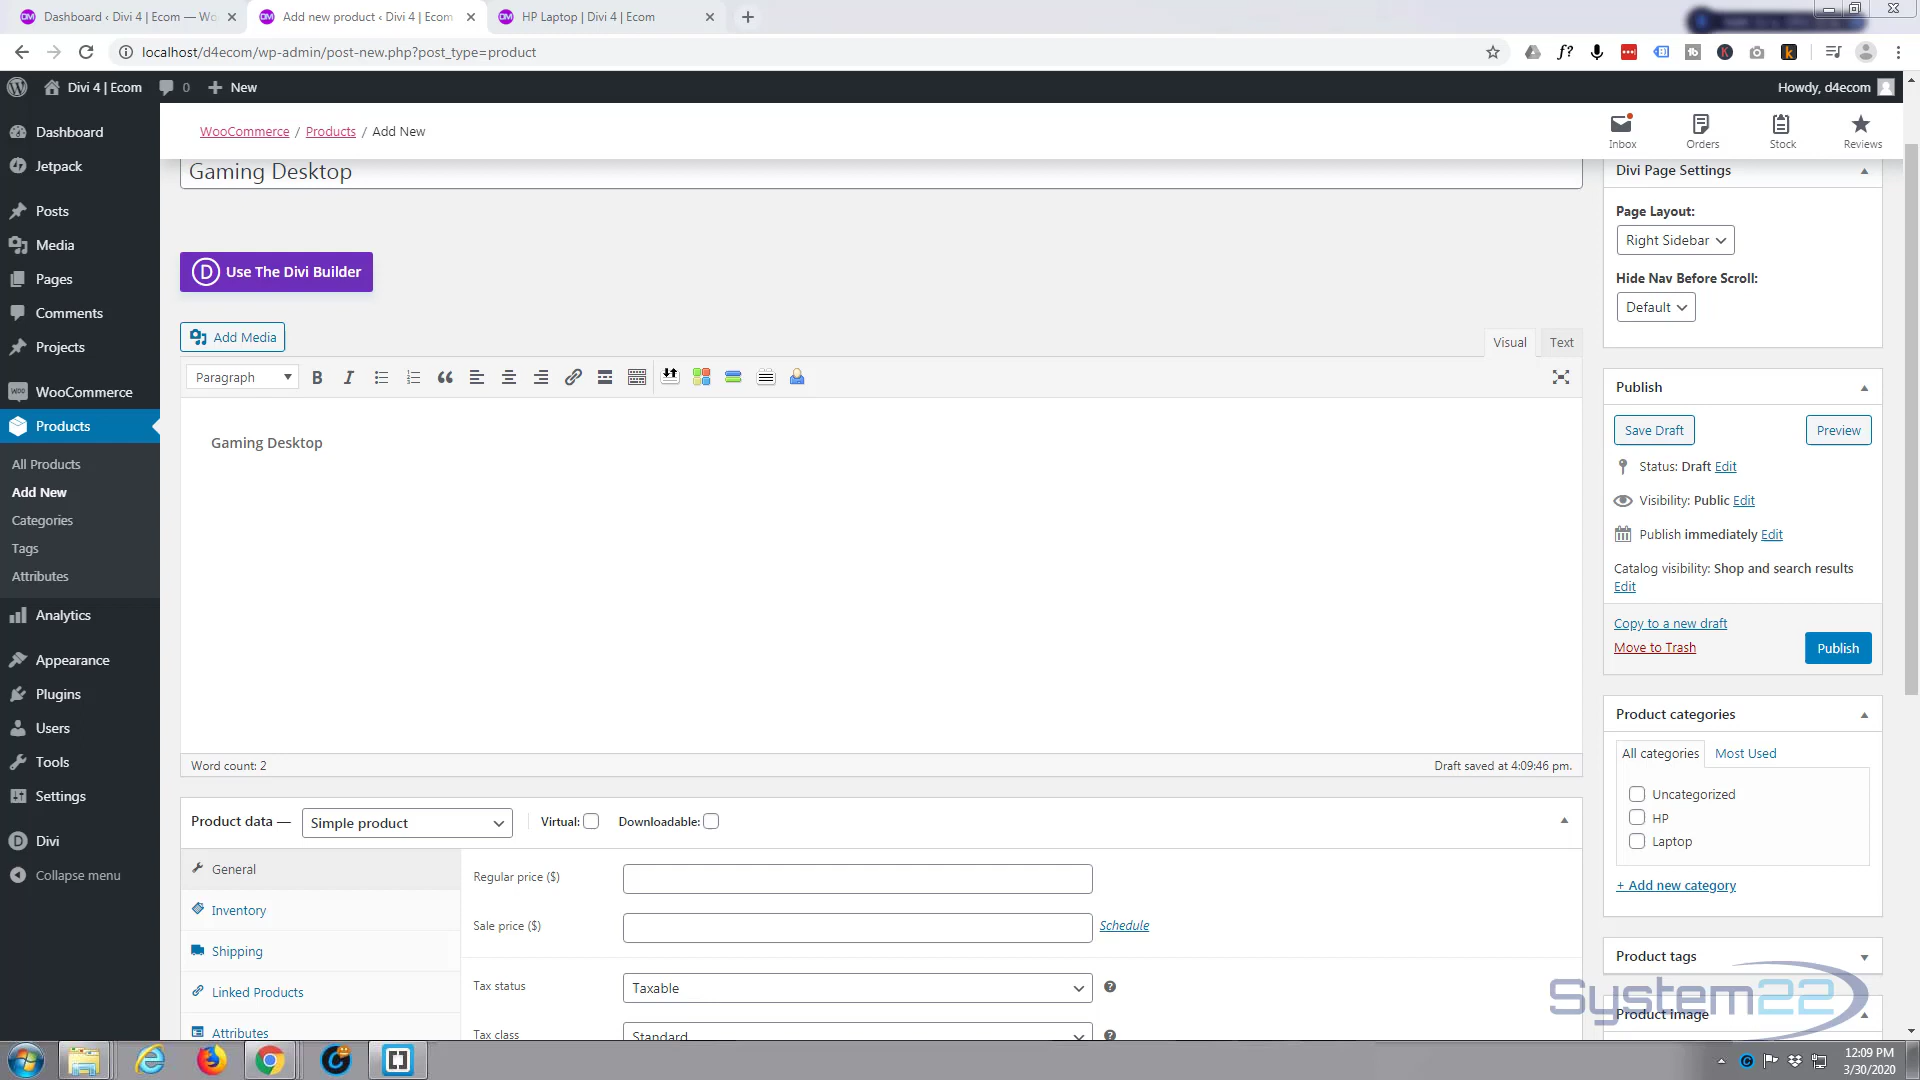 Dashboard ‹ Divi 4 | Ecom — Wo
Add new product ‹ Divi 4 | Ecom
HP Laptop | Divi 4 | Ecom
localhost/d4ecom/wp-admin/post-new.php?post_type=product
Divi 4 | Ecom
0
New
Howdy, d4ecom
Dashboard
Jetpack
Posts
Media
Pages
Comments
Projects
WooCommerce
Products
All Products
Add New
Categories
Tags
Attributes
Analytics
Appearance
Plugins
Users
Tools
Settings
Divi
Collapse menu
WooCommerce / Products / Add New
Inbox
Orders
Stock
Reviews
Gaming Desktop
Use The Divi Builder
Add Media
Visual
Text
Paragraph
Gaming Desktop
Word count: 2
Draft saved at 4:09:46 pm.
Product data —
Simple product
Virtual:
Downloadable:
General
Inventory
Shipping
Linked Products
Attributes
Regular price ($)
Sale price ($)
Schedule
Tax status
Taxable
Tax class
Standard
Divi Page Settings
Page Layout:
Right Sidebar
Hide Nav Before Scroll:
Default
Publish
Save Draft
Preview
Status: Draft Edit
Visibility: Public Edit
Publish immediately Edit
Catalog visibility: Shop and search results
Edit
Copy to a new draft
Move to Trash
Publish
Product categories
All categories
Most Used
Uncategorized
HP
Laptop
+ Add new category
Product tags
Product image
System22
12:09 PM
3/30/2020